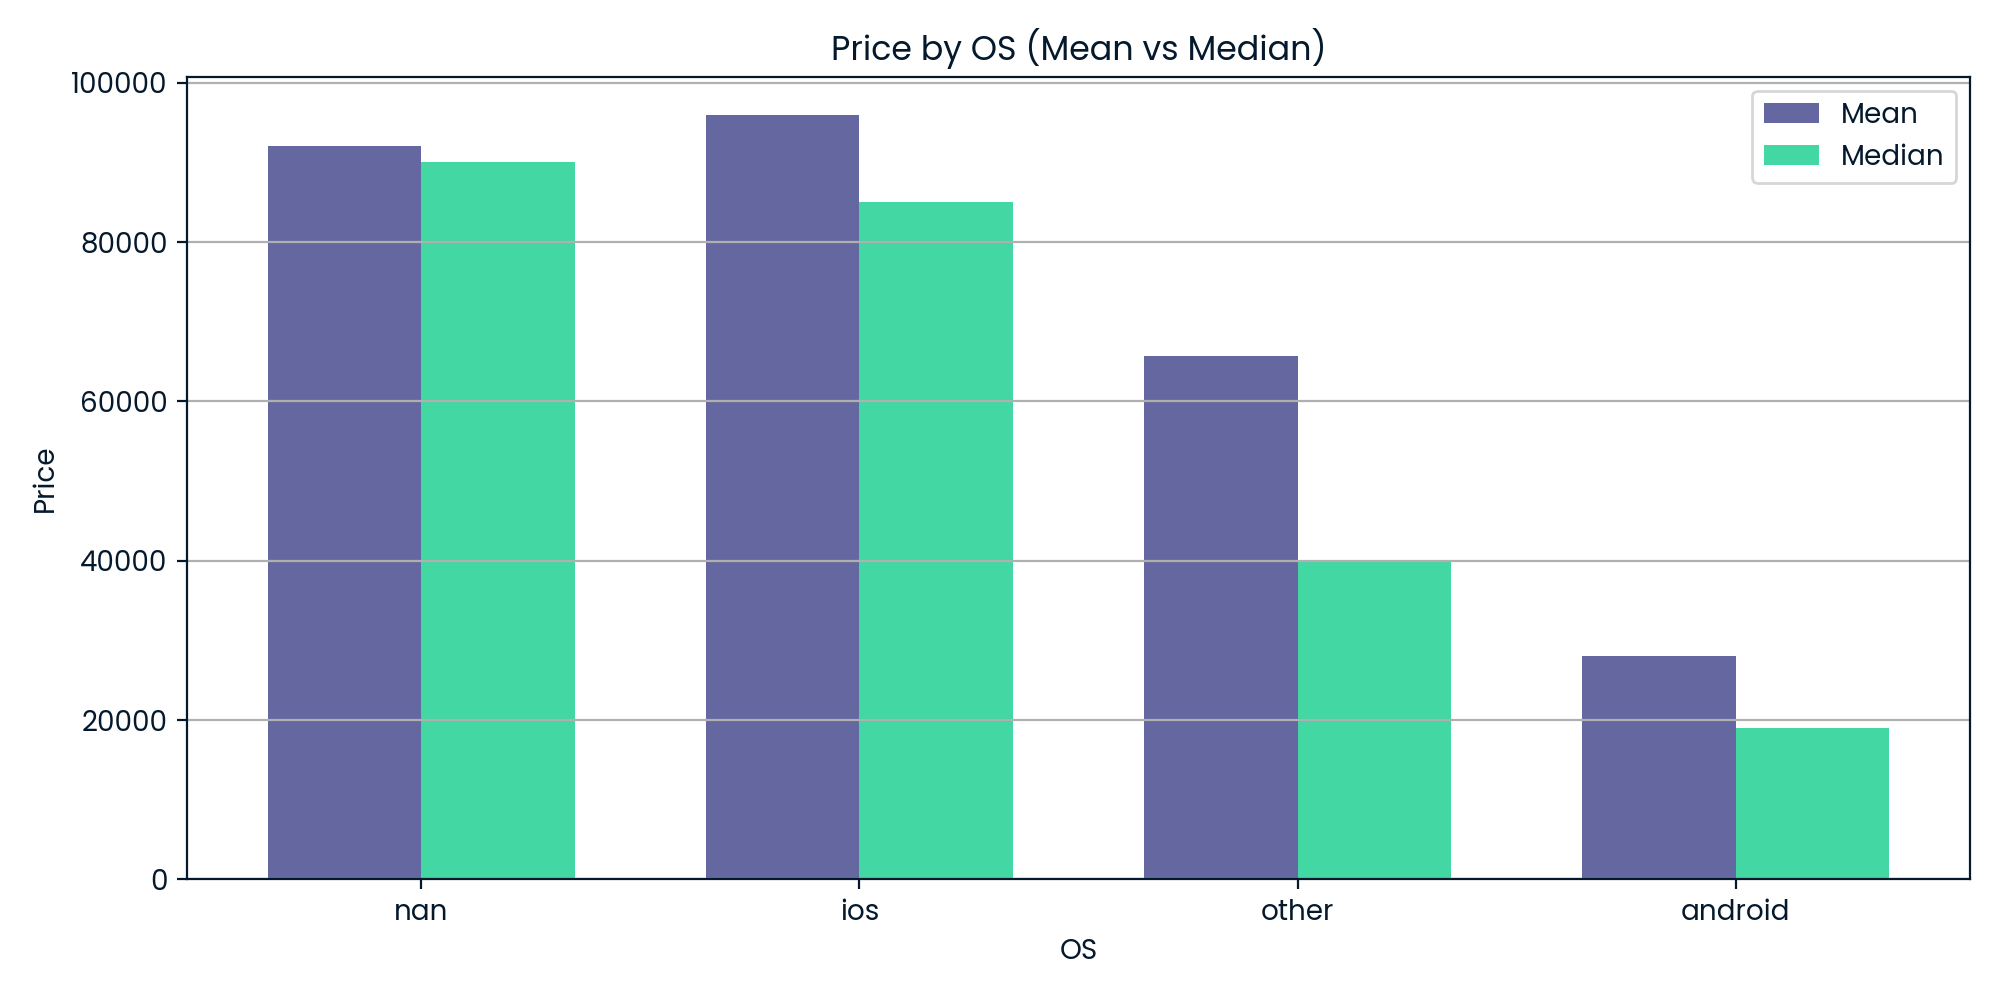 Price by OS (Mean vs Median)
Mean
Median
100000
80000
60000
40000
20000
0
Price
nan
ios
other
android
OS